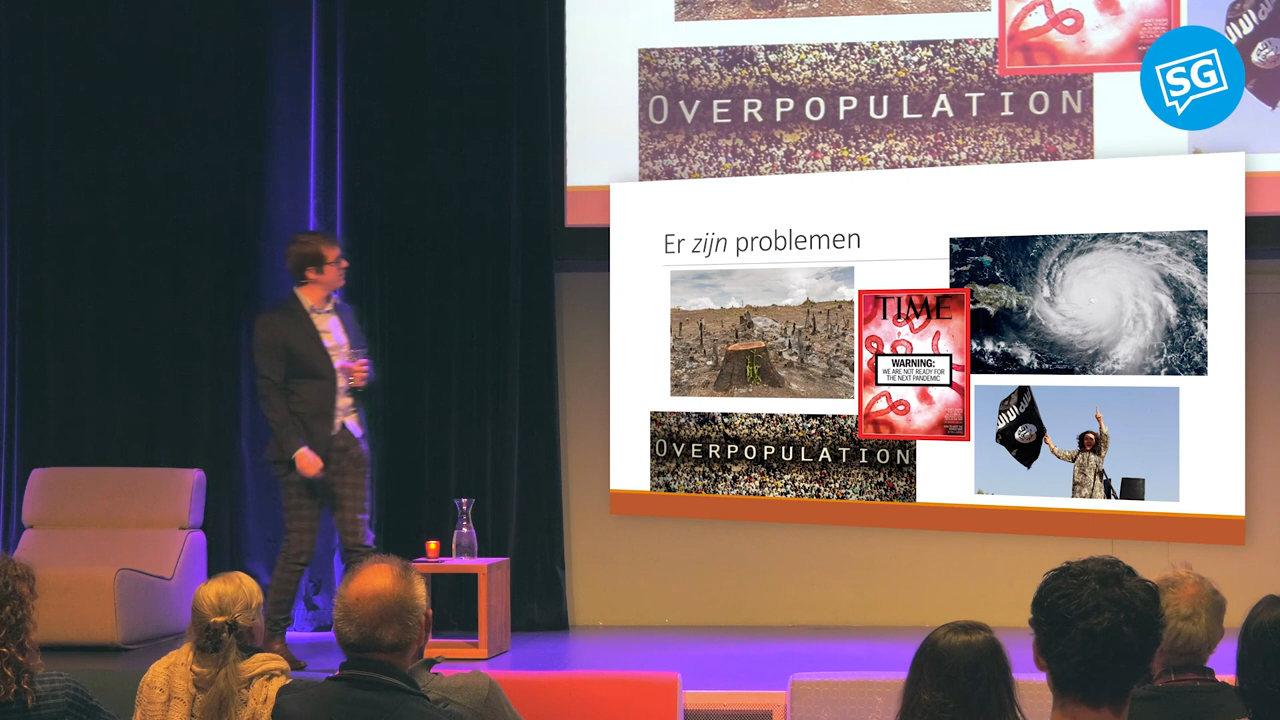 OVERPOPULATION
SG
Er zijn problemen
TIME
WARNING:
WE ARE NOT READY FOR
THE NEXT PANDEMIC
OVERPOPULATION